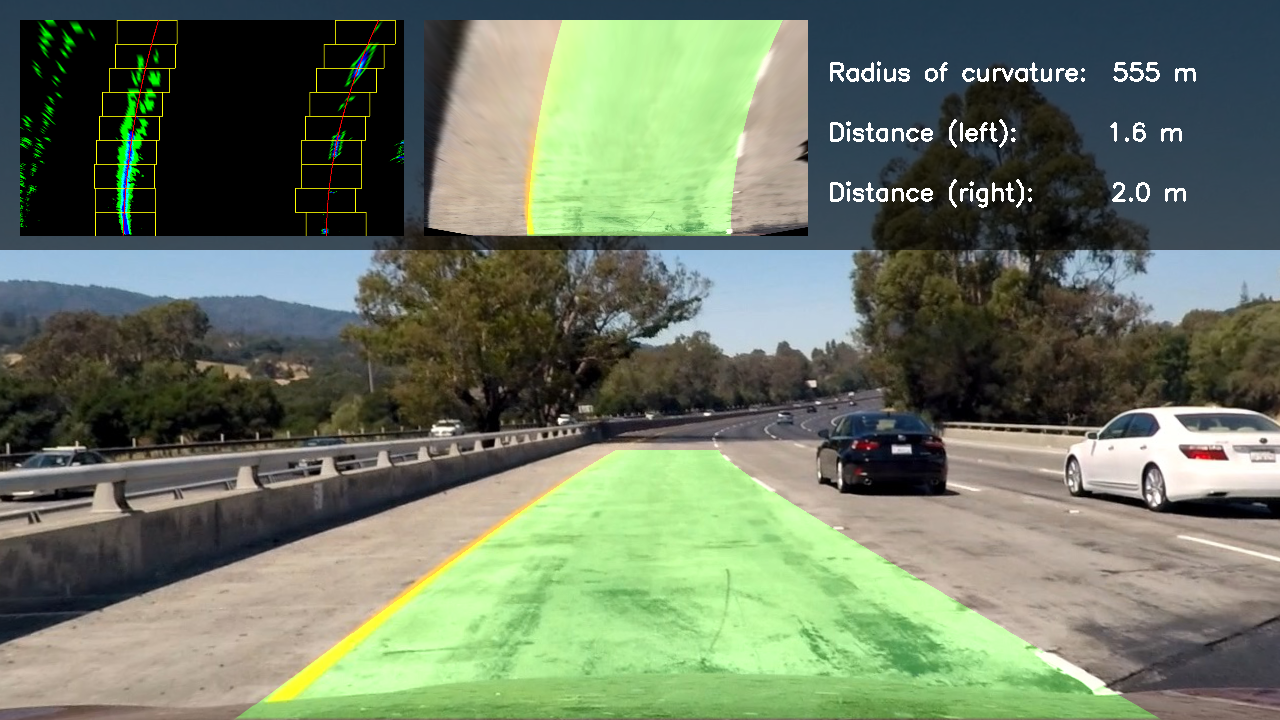 Radius of curvature: 555 m
Distance (left): 1.6 m
Distance (right): 2.0 m